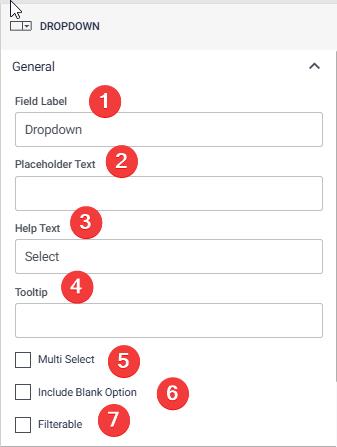 DROPDOWN
General
Field Label 1
Dropdown
Placeholder Text 2
Help Text 3
Select
Tooltip 4
Multi Select 5
Include Blank Option 6
Filterable 7